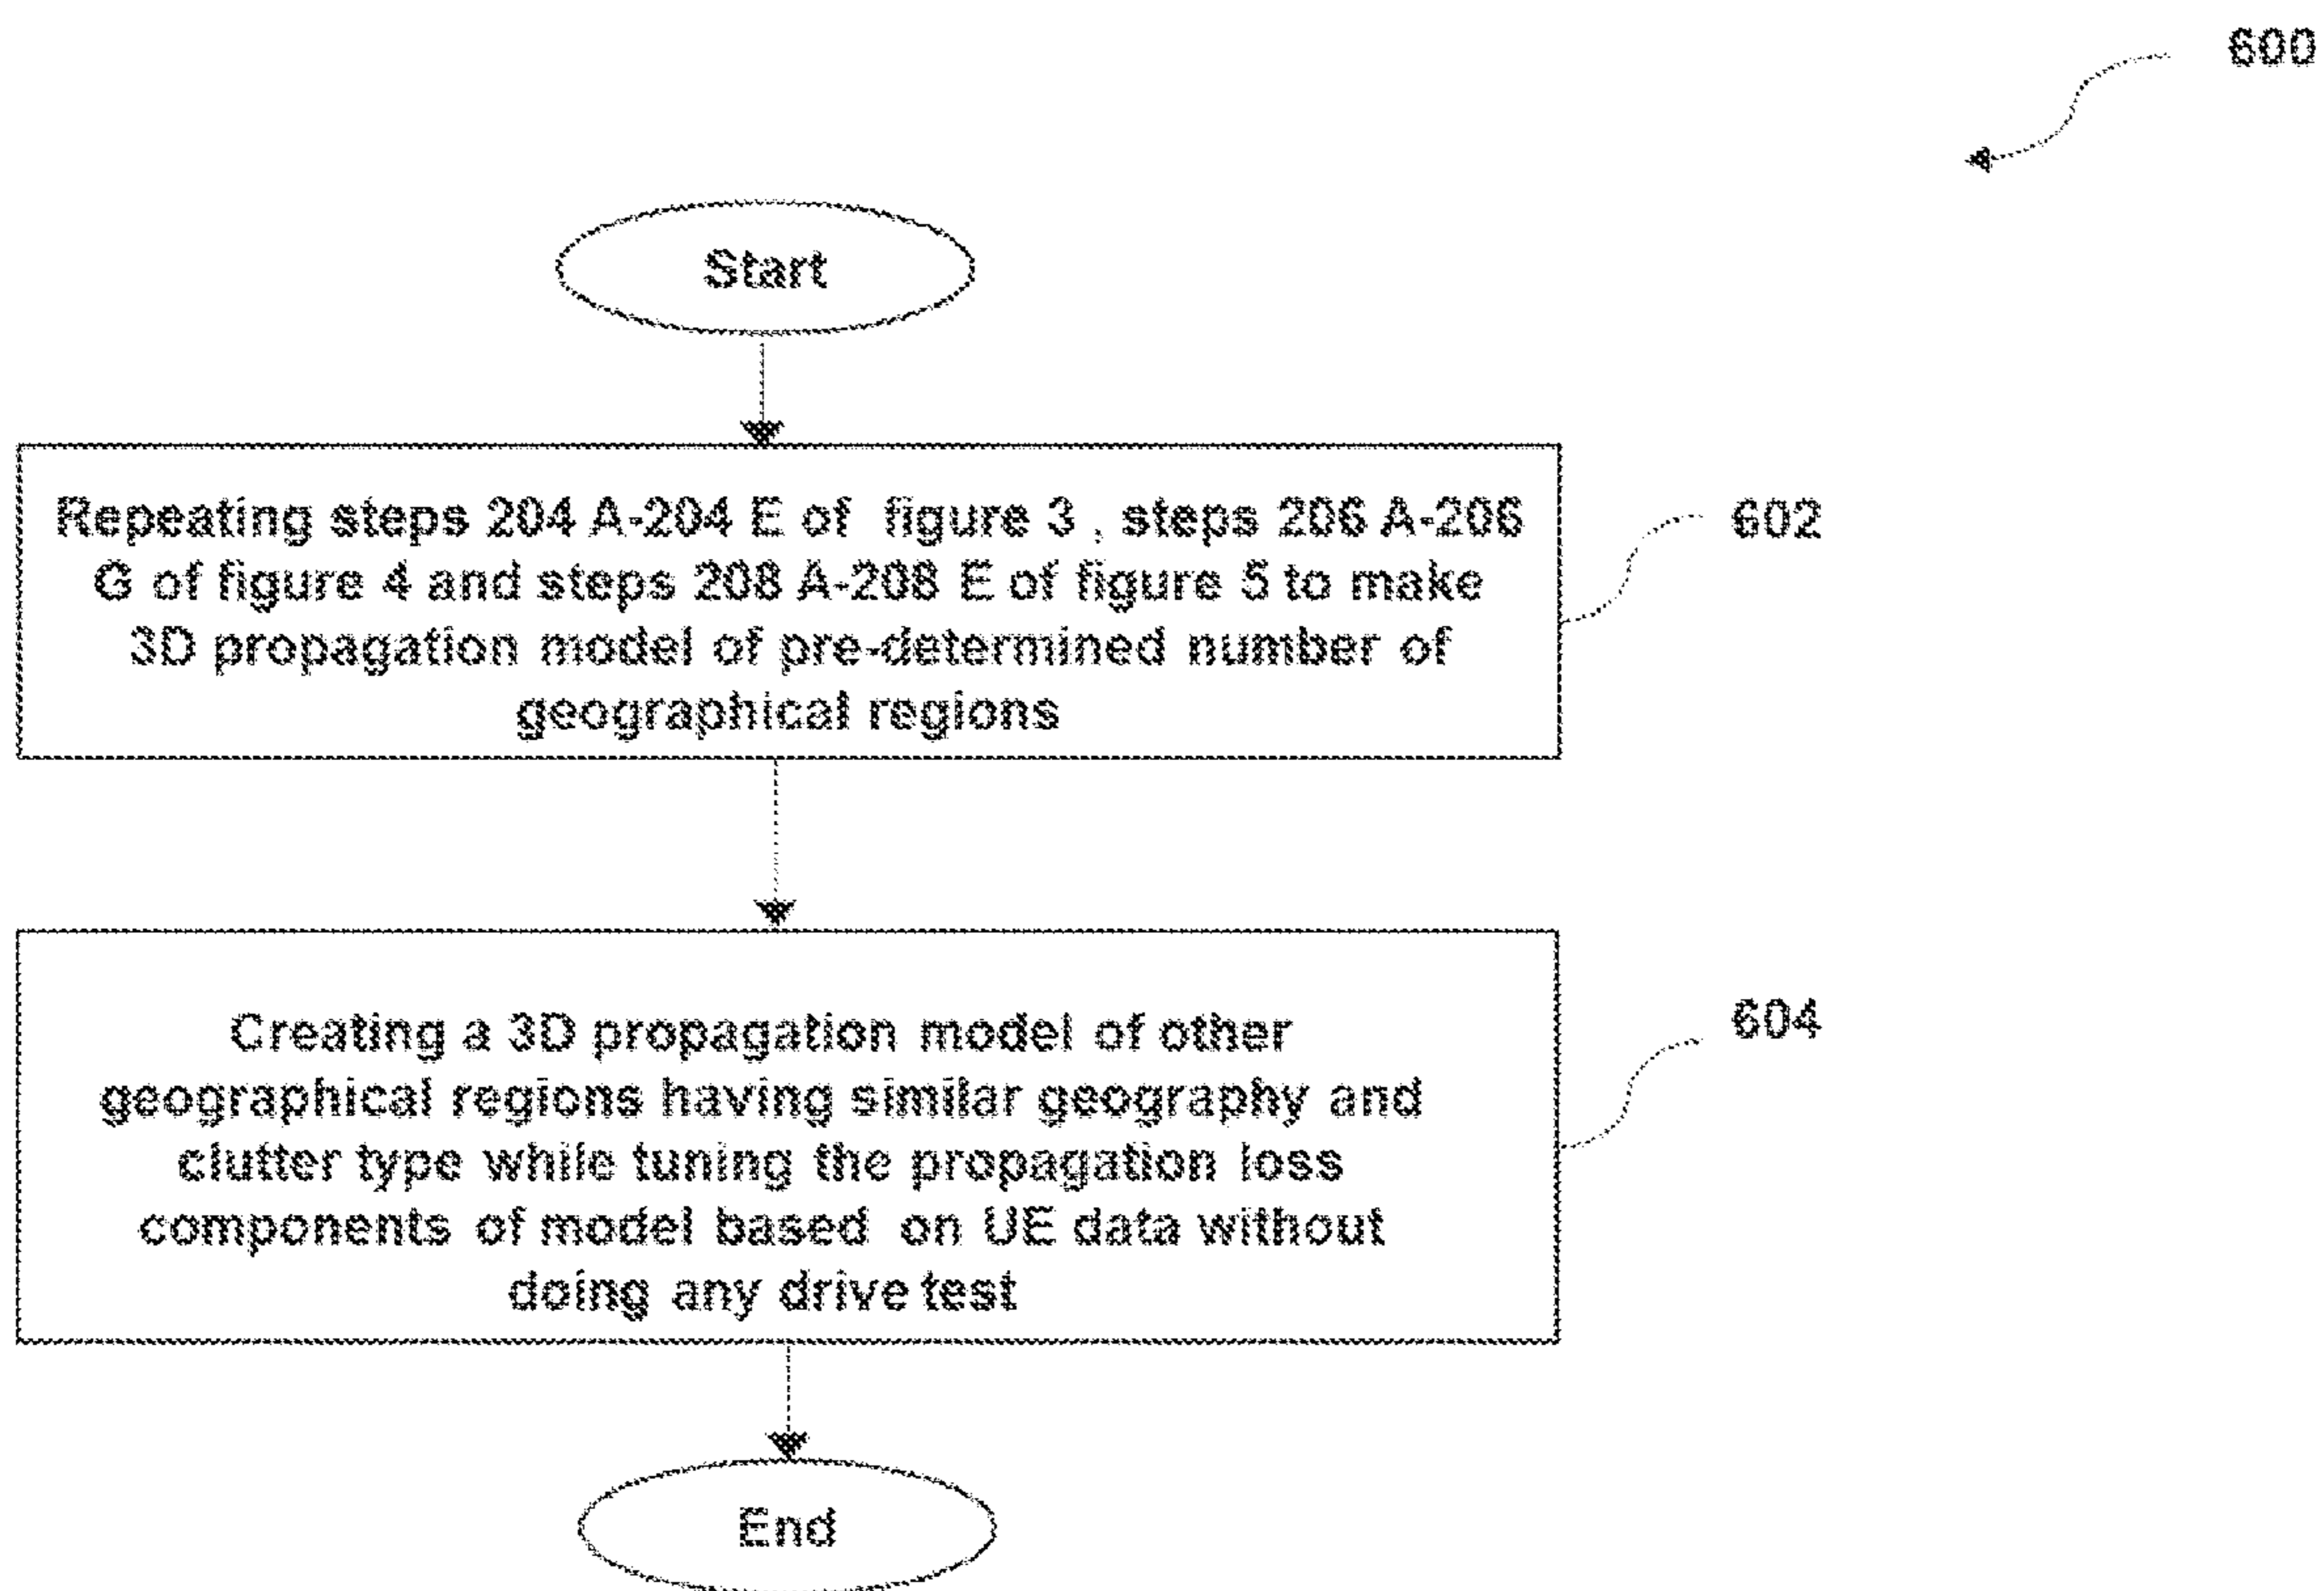 600
Start
Repeating steps 204 A-204 E of figure 3 , steps 206 A-206
G of figure 4 and steps 208 A-208 E of figure 5 to make
3D propagation model of pre-determined number of
geographical regions
602
Creating a 3D propagation model of other
geographical regions having similar geography and
clutter type while tuning the propagation loss
components of model based on UE data without
doing any drive test
604
End